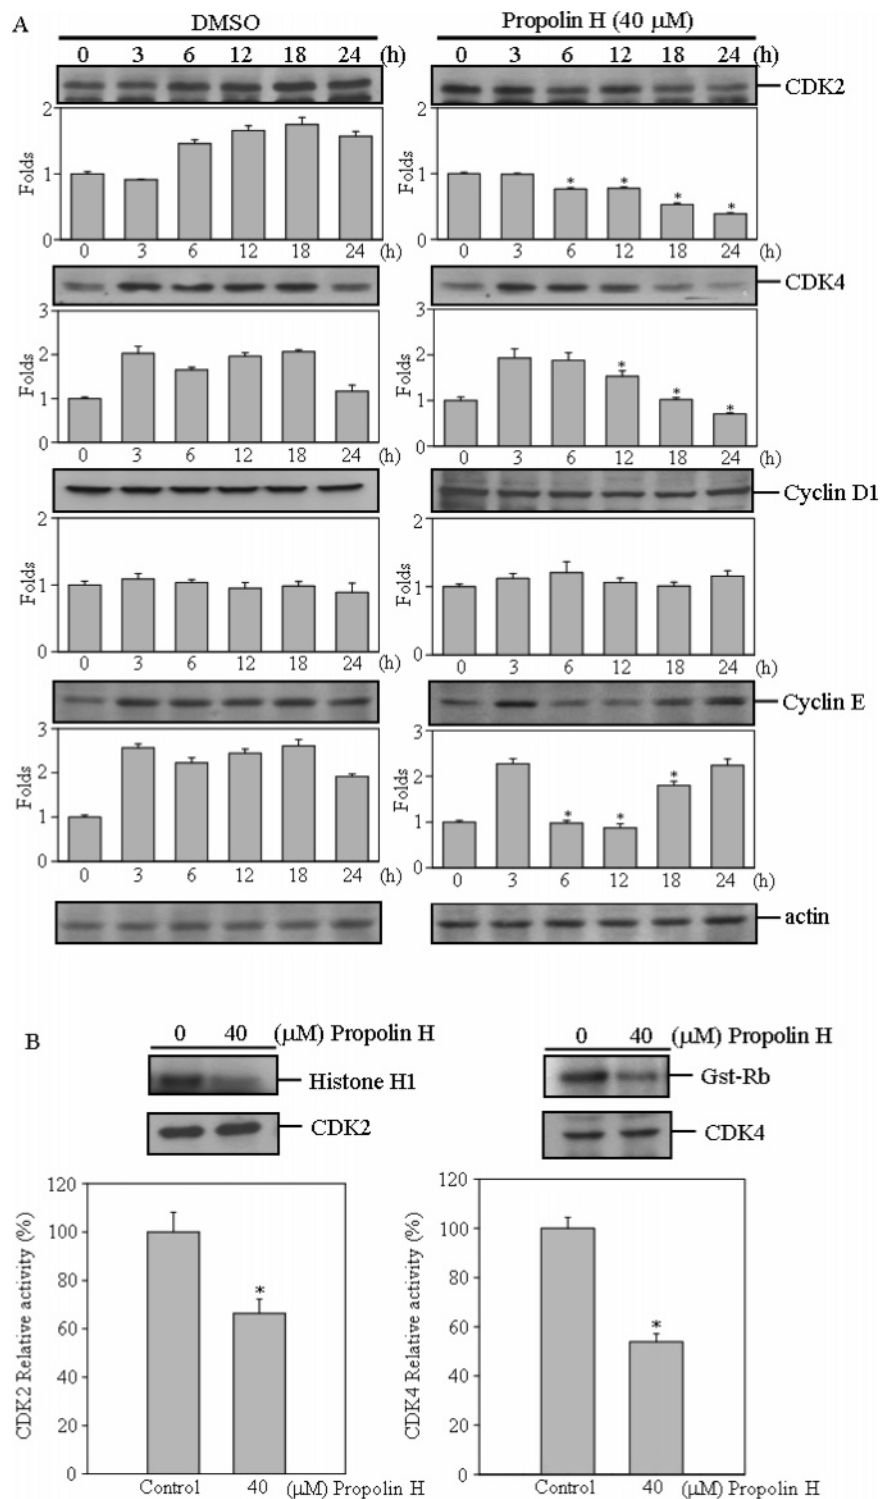 A
DMSO Propolin H (40 μM)
0 3 6 12 18 24 (h) 0 3 6 12 18 24 (h)
CDK2
2 2
Folds 1 Folds 1
0 0
0 3 6 12 18 24 (h) 0 3 6 12 18 24 (h)
* * * *
CDK4
3 3
2 2
Folds 1 Folds 1
0 0
0 3 6 12 18 24 (h) 0 3 6 12 18 24 (h)
* * *
Cyclin D1
2 2
Folds 1 Folds 1
0 0
0 3 6 12 18 24 (h) 0 3 6 12 18 24 (h)
Cyclin E
3 3
2 2
Folds 1 Folds 1
0 0
0 3 6 12 18 24 (h) 0 3 6 12 18 24 (h)
* * *
actin
B
0 40 (μM) Propolin H 0 40 (μM) Propolin H
Histone H1 Gst-Rb
CDK2 CDK4
CDK2 Relative activity (%)
120
100
80
60
40
20
0
*
Control 40 (μM) Propolin H
CDK4 Relative activity (%)
120
100
80
60
40
20
0
*
Control 40 (μM) Propolin H